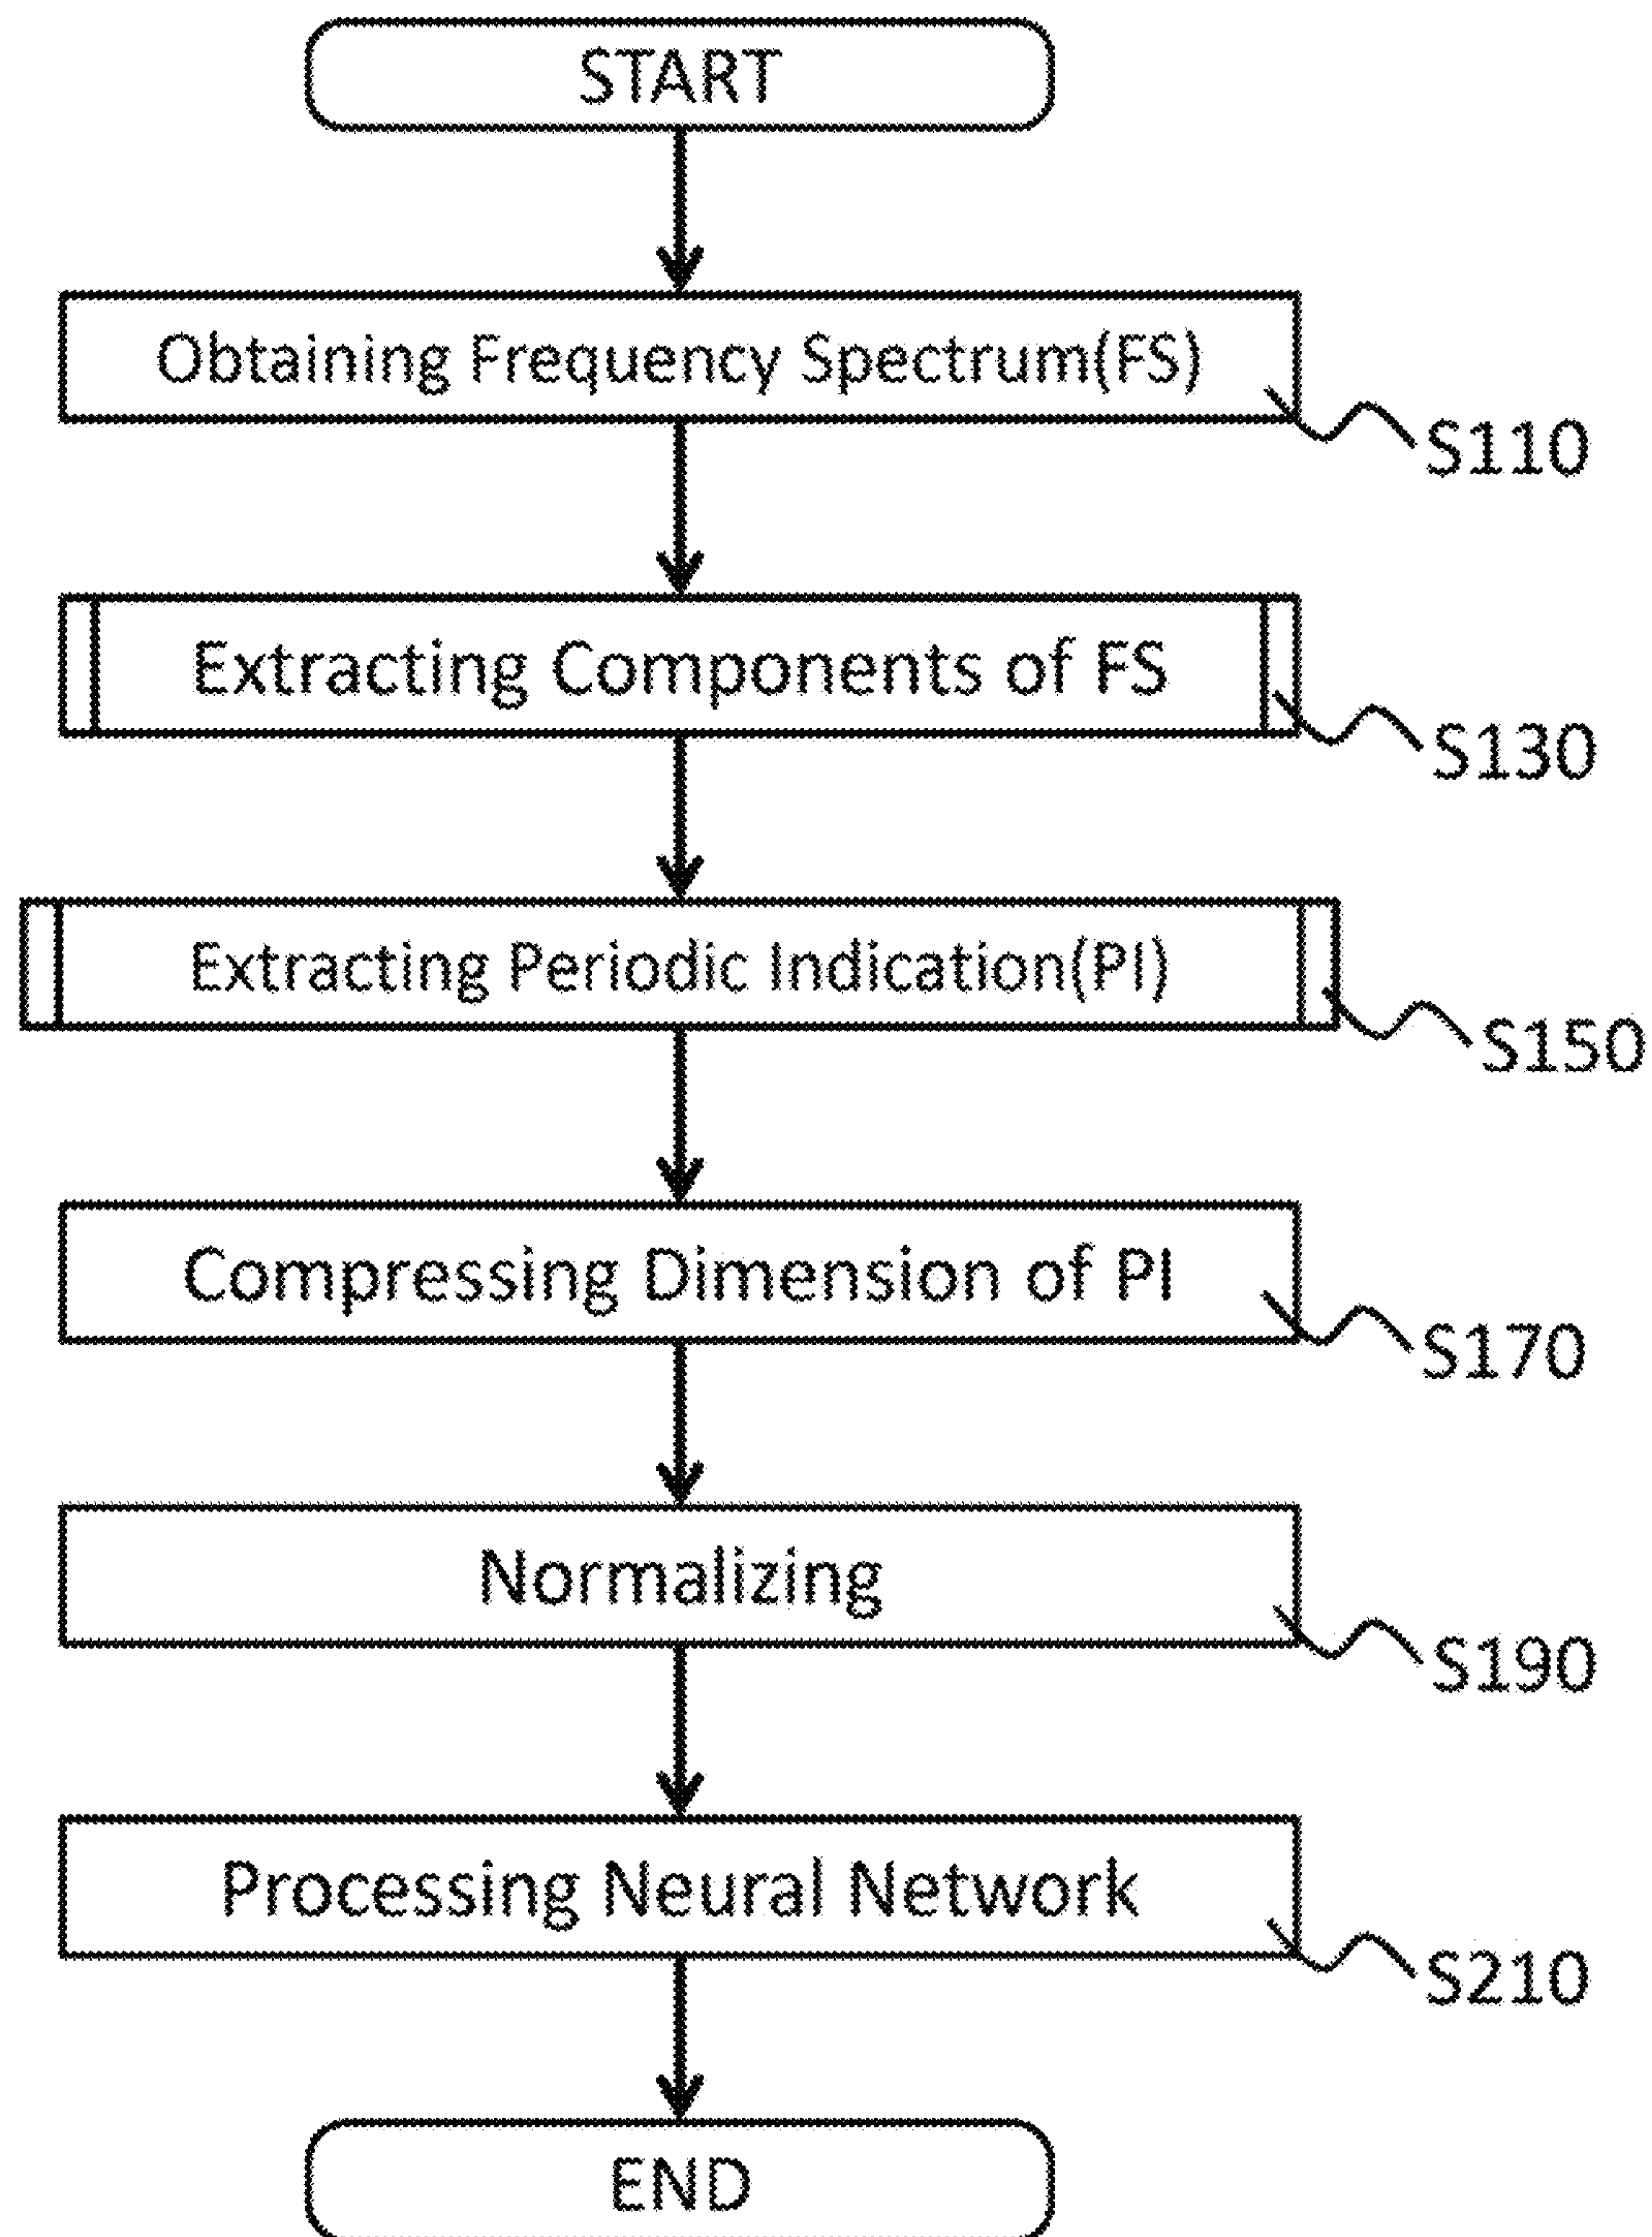 START
Obtaining Frequency Spectrum(FS)
S110
Extracting Components of FS
S130
Extracting Periodic Indication(PI)
S150
Compressing Dimension of PI
S170
Normalizing
S190
Processing Neural Network
S210
END